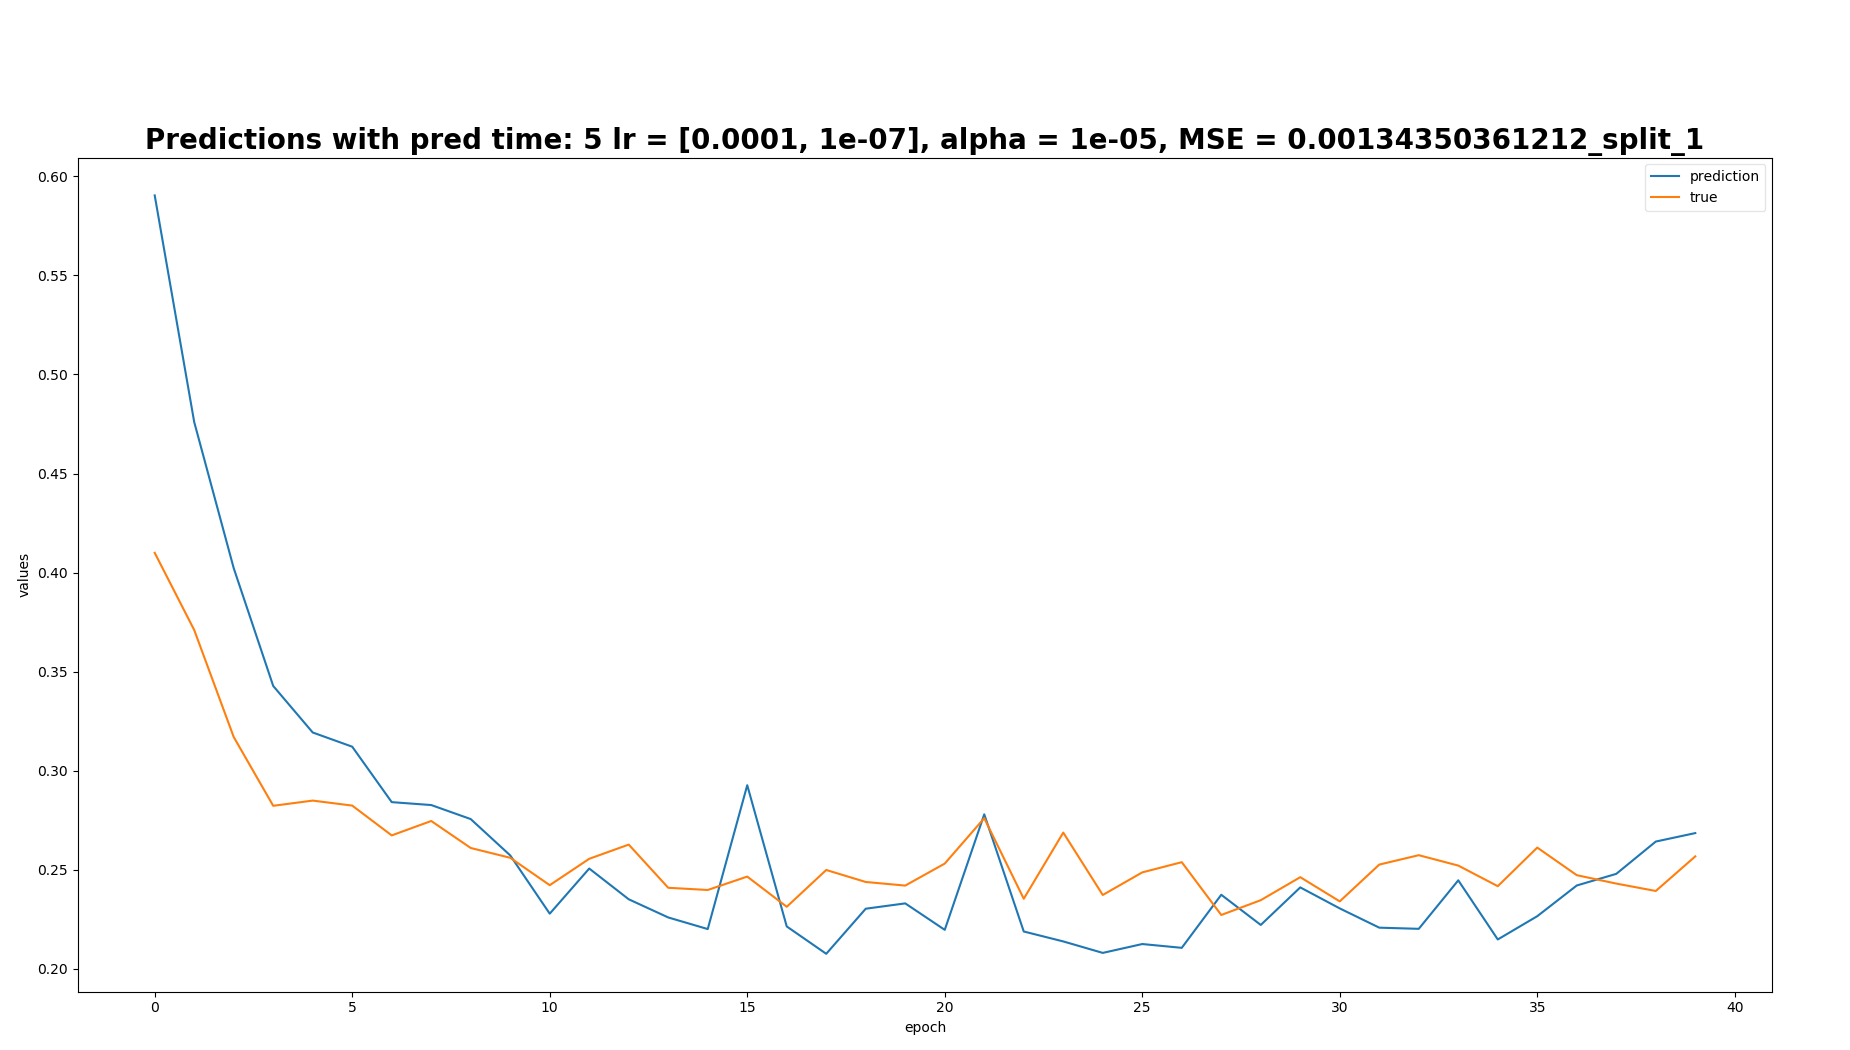 Predictions with pred time: 5 lr = [0.0001, 1e-07], alpha = 1e-05, MSE = 0.00134350361212_split_1
prediction
true
0.60
0.55
0.50
0.45
0.40
0.35
0.30
0.25
0.20
values
0 5 10 15 20 25 30 35 40
epoch